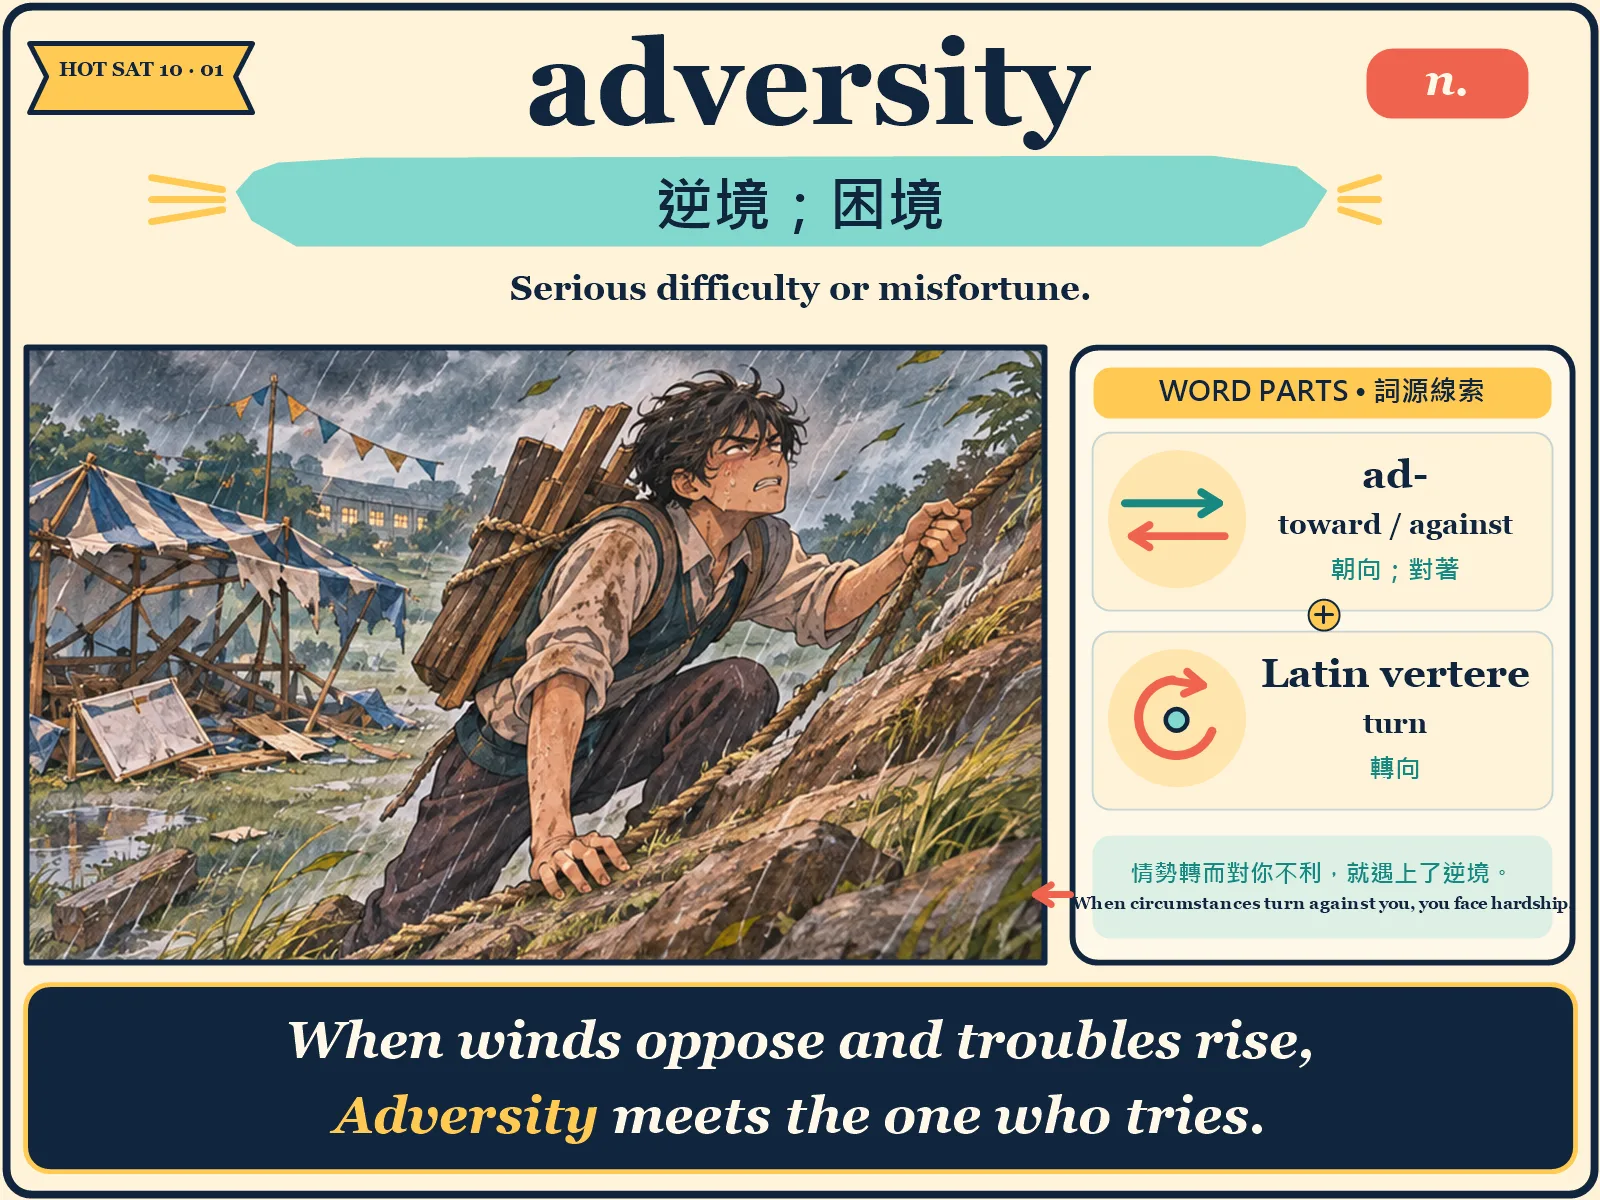 HOT SAT 10 · 01
adversity
n.
逆境；困境
Serious difficulty or misfortune.
WORD PARTS • 詞源線索
ad-
toward / against
朝向；對著
+
Latin vertere
turn
轉向
情勢轉而對你不利，就遇上了逆境。
When circumstances turn against you, you face hardship.
When winds oppose and troubles rise,
Adversity meets the one who tries.